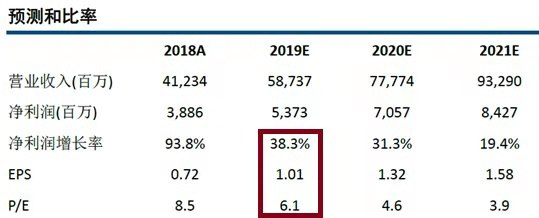 预测和比率
2018A 2019E 2020E 2021E
营业收入(百万) 41,234 58,737 77,774 93,290
净利润(百万) 3,886 5,373 7,057 8,427
净利润增长率 93.8% 38.3% 31.3% 19.4%
EPS 0.72 1.01 1.32 1.58
P/E 8.5 6.1 4.6 3.9